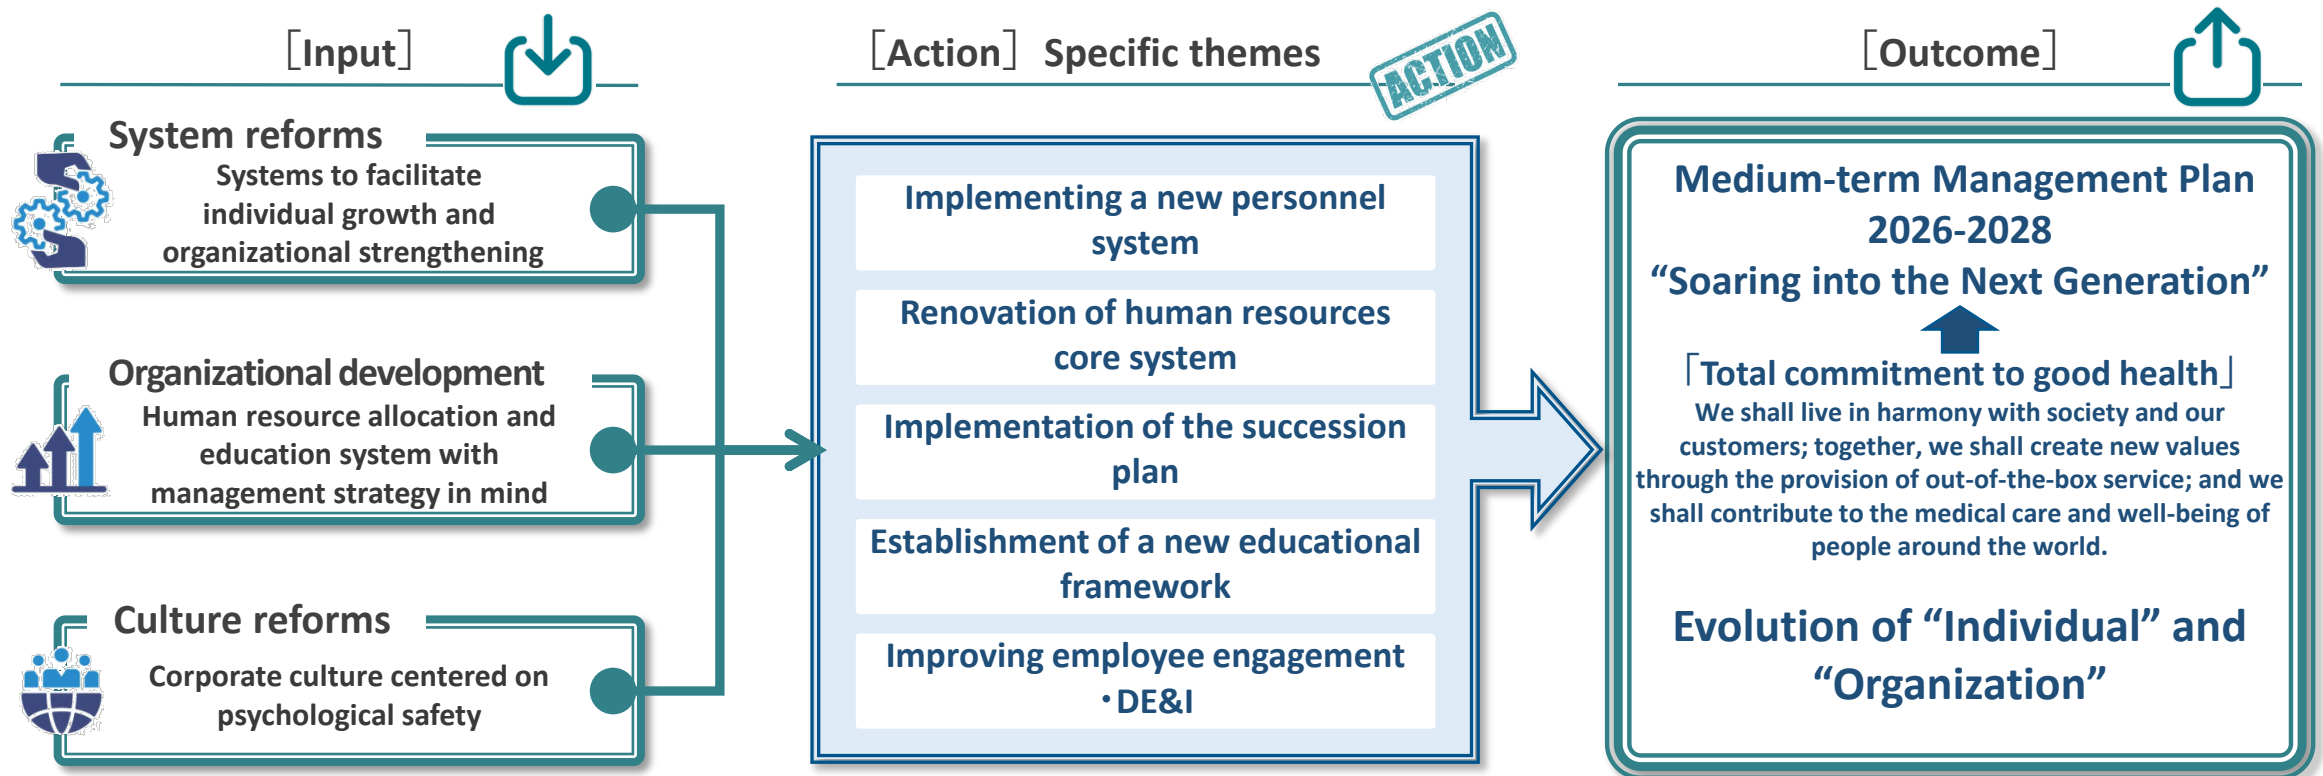 ［Input］
System reforms
Systems to facilitate
individual growth and
organizational strengthening
Organizational development
Human resource allocation and
education system with
management strategy in mind
Culture reforms
Corporate culture centered on
psychological safety
［Action］ Specific themes
ACTION
Implementing a new personnel
system
Renovation of human resources
core system
Implementation of the succession
plan
Establishment of a new educational
framework
Improving employee engagement
・DE&I
［Outcome］
Medium-term Management Plan
2026-2028
“Soaring into the Next Generation”
「Total commitment to good health」
We shall live in harmony with society and our
customers; together, we shall create new values
through the provision of out-of-the-box service; and we
shall contribute to the medical care and well-being of
people around the world.
Evolution of “Individual” and
“Organization”